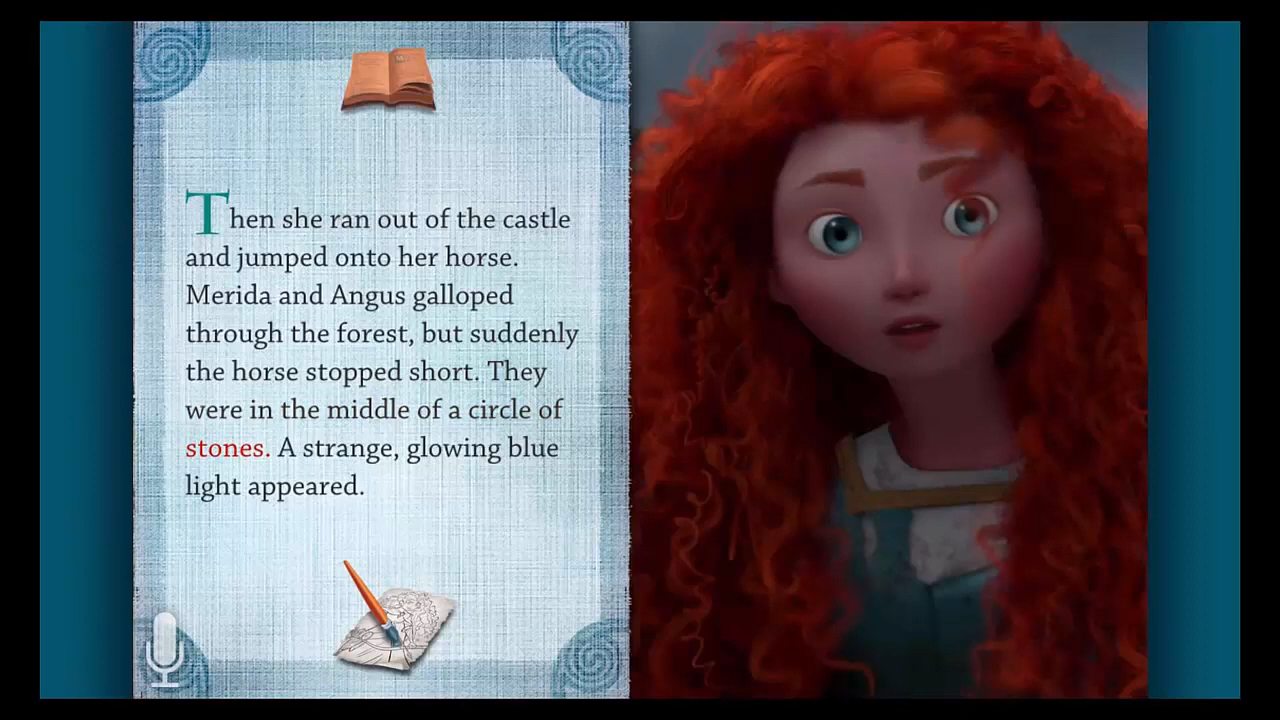 Then she ran out of the castle
and jumped onto her horse.
Merida and Angus galloped
through the forest, but suddenly
the horse stopped short. They
were in the middle of a circle of
stones. A strange, glowing blue
light appeared.